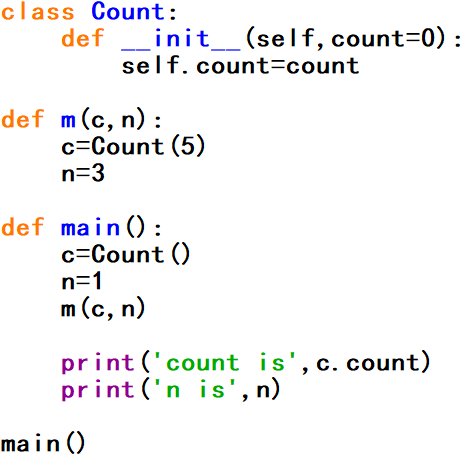 class Count:
    def __init__(self,count=0):
        self.count=count

def m(c,n):
    c=Count(5)
    n=3

def main():
    c=Count()
    n=1
    m(c,n)

    print('count is',c.count)
    print('n is',n)

main()